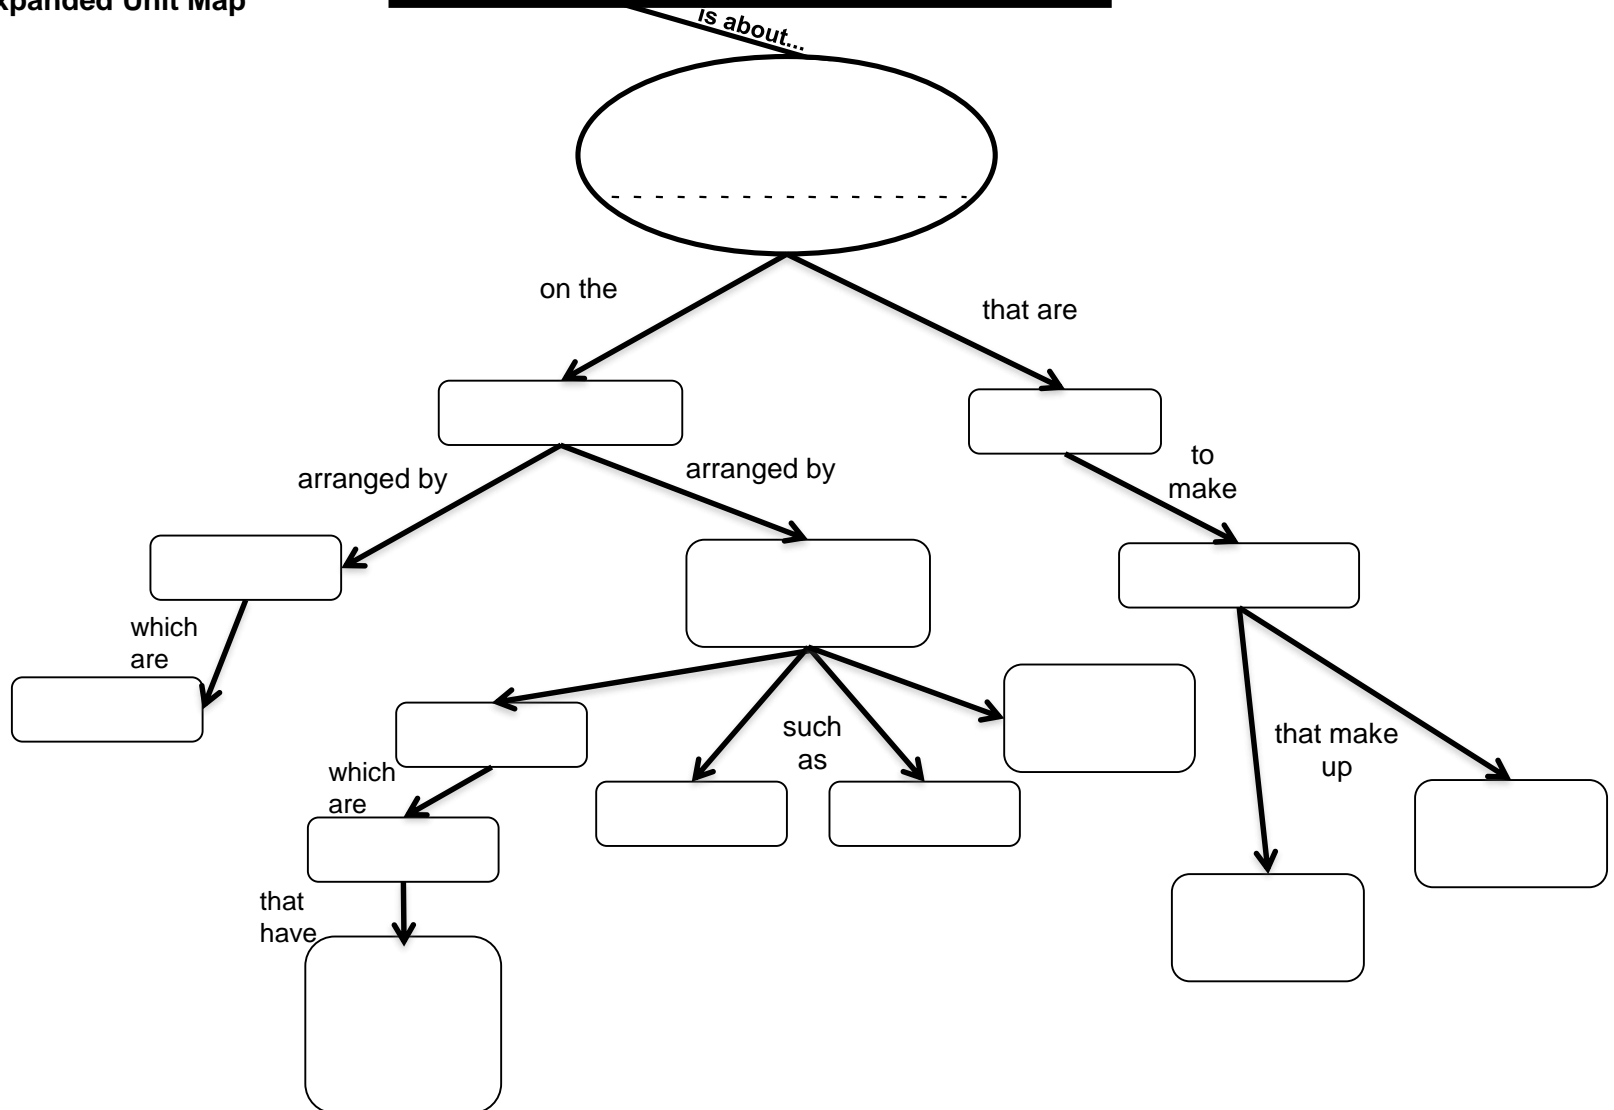 xpanded Unit Map
is about...
on the
that are
arranged by
arranged by
to
make
which
are
such
as
that make
up
which
are
that
have